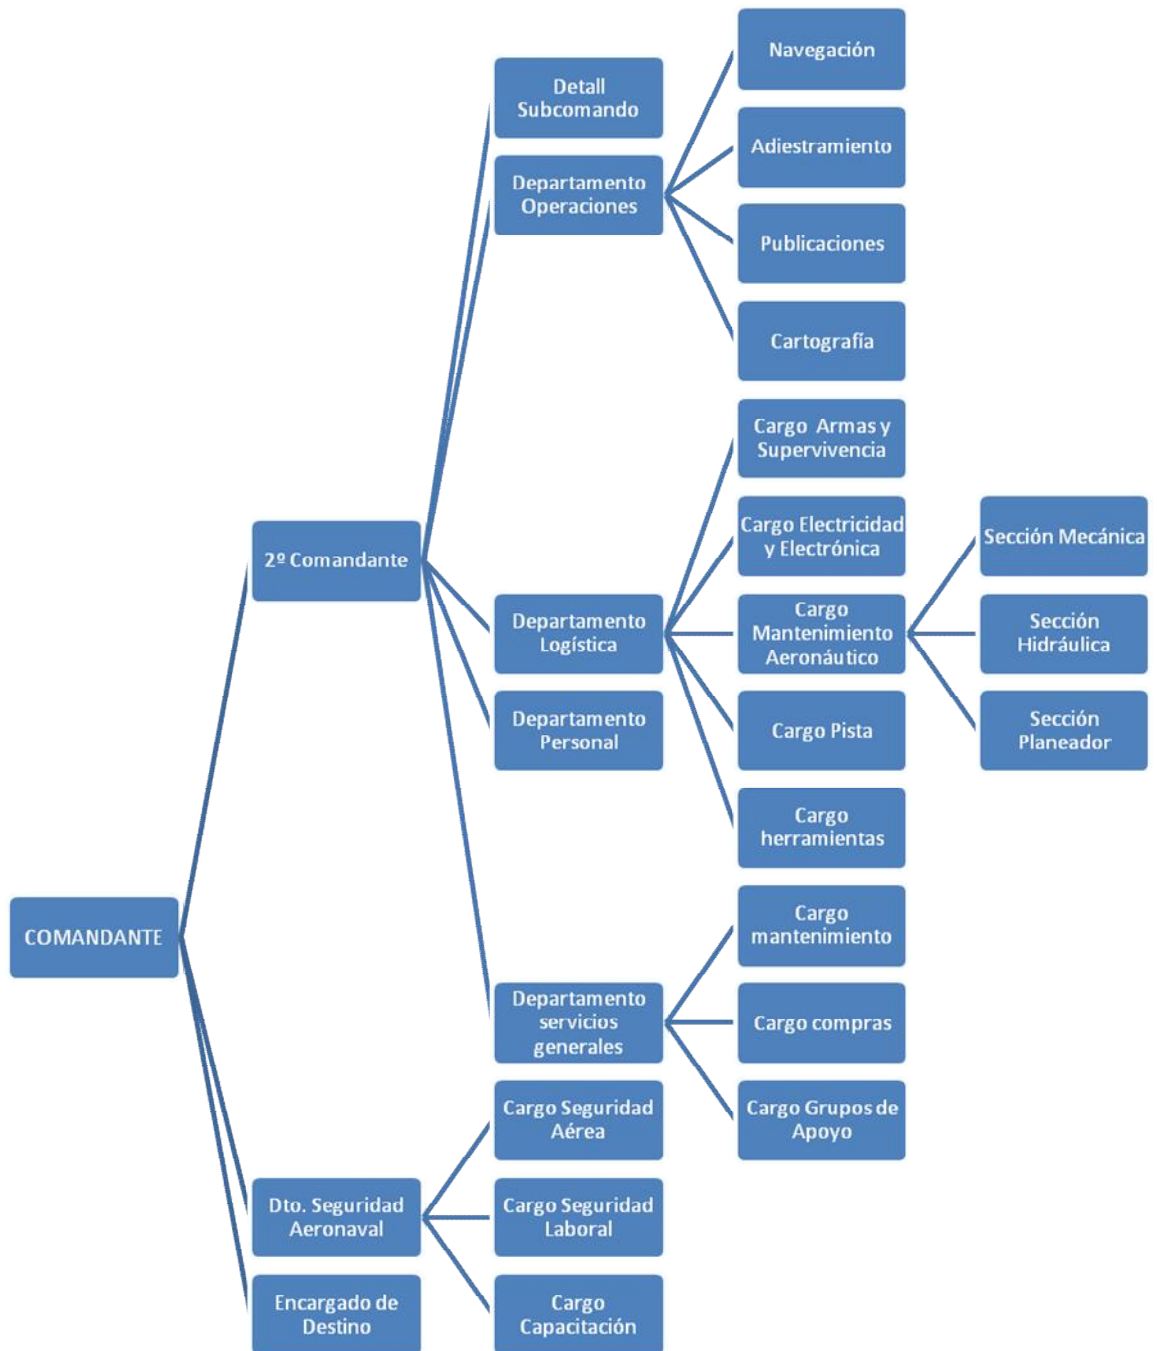 COMANDANTE
2º Comandante
Detall
Subcomando
Departamento
Operaciones
Navegación
Adiestramiento
Publicaciones
Cartografía
Departamento
Logística
Cargo Armas y
Supervivencia
Cargo Electricidad
y Electrónica
Cargo
Mantenimiento
Aeronáutico
Sección Mecánica
Sección
Hidráulica
Sección
Planeador
Cargo Pista
Cargo
herramientas
Departamento
Personal
Departamento
servicios
generales
Cargo
mantenimiento
Cargo compras
Cargo Grupos de
Apoyo
Dto. Seguridad
Aeronaval
Cargo Seguridad
Aérea
Cargo Seguridad
Laboral
Cargo
Capacitación
Encargado de
Destino